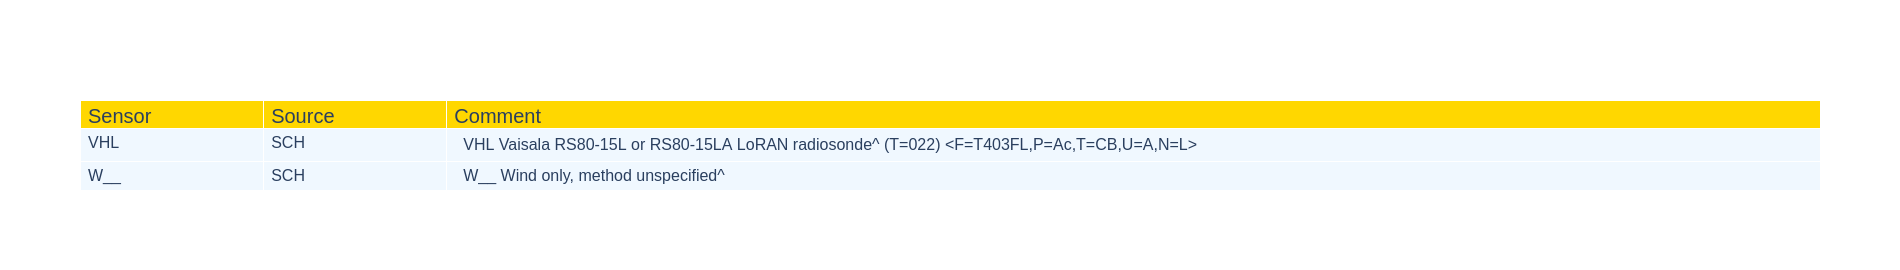 Sensor Source Comment
VHL SCH VHL Vaisala RS80-15L or RS80-15LA LoRAN radiosonde^ (T=022) <F=T403FL,P=Ac,T=CB,U=A,N=L>
W__ SCH W__ Wind only, method unspecified^